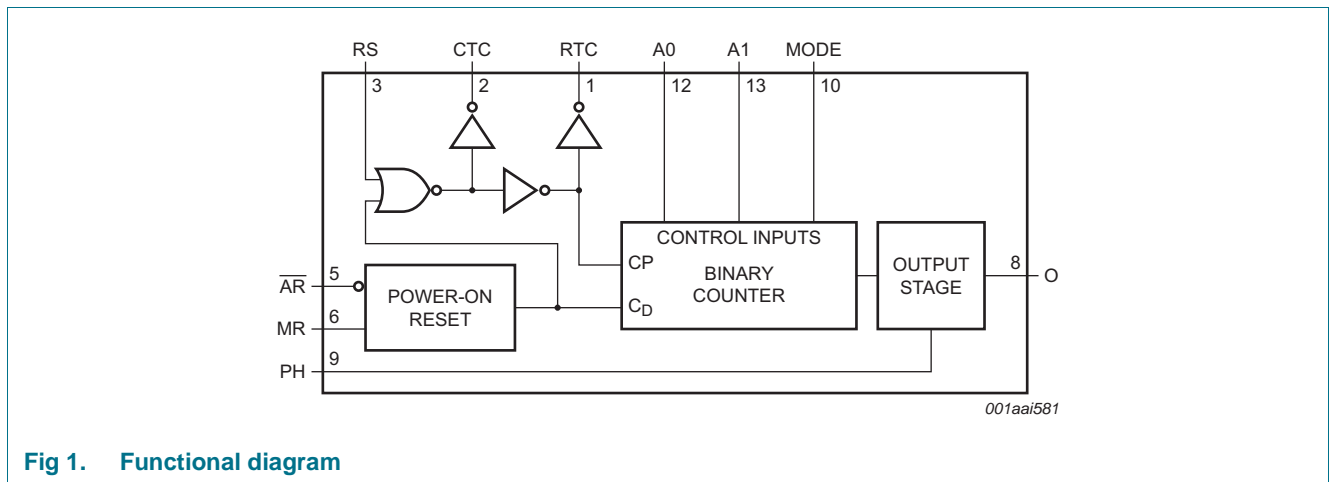 RS CTC RTC A0 A1 MODE
3 2 1 12 13 10
CONTROL INPUTS
CP
BINARY
COUNTER
CD
OUTPUT
STAGE
8 O
AR 5
POWER-ON
RESET
MR 6
PH 9
001aai581
Fig 1. Functional diagram